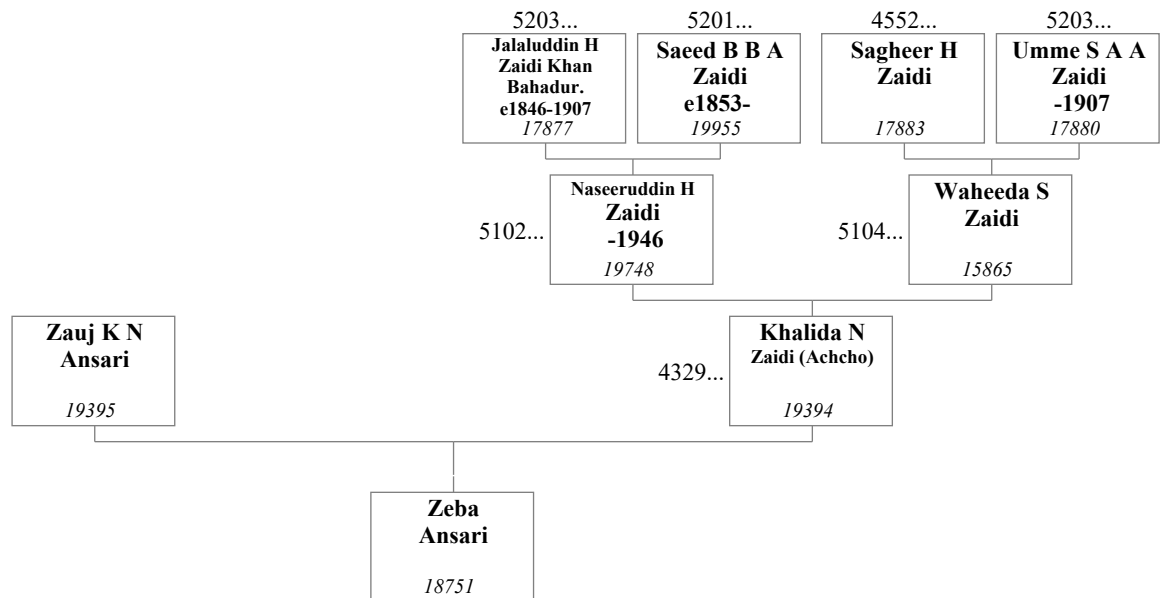 5203...
5201...
4552...
5203...
Jalaluddin H
Zaidi Khan
Bahadur.
e1846-1907
17877
Saeed B B A
Zaidi
e1853-
19955
Sagheer H
Zaidi
17883
Umme S A A
Zaidi
-1907
17880
5102...
Naseeruddin H
Zaidi
-1946
19748
5104...
Waheeda S
Zaidi
15865
Zauj K N
Ansari
19395
4329...
Khalida N
Zaidi (Achcho)
19394
Zeba
Ansari
18751